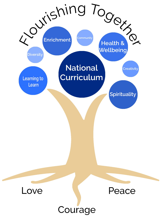 Flourishing Together
Enrichment
Health &
Wellbeing
National
Curriculum
Learning to
Learn
Spirituality
Love
Peace
Courage